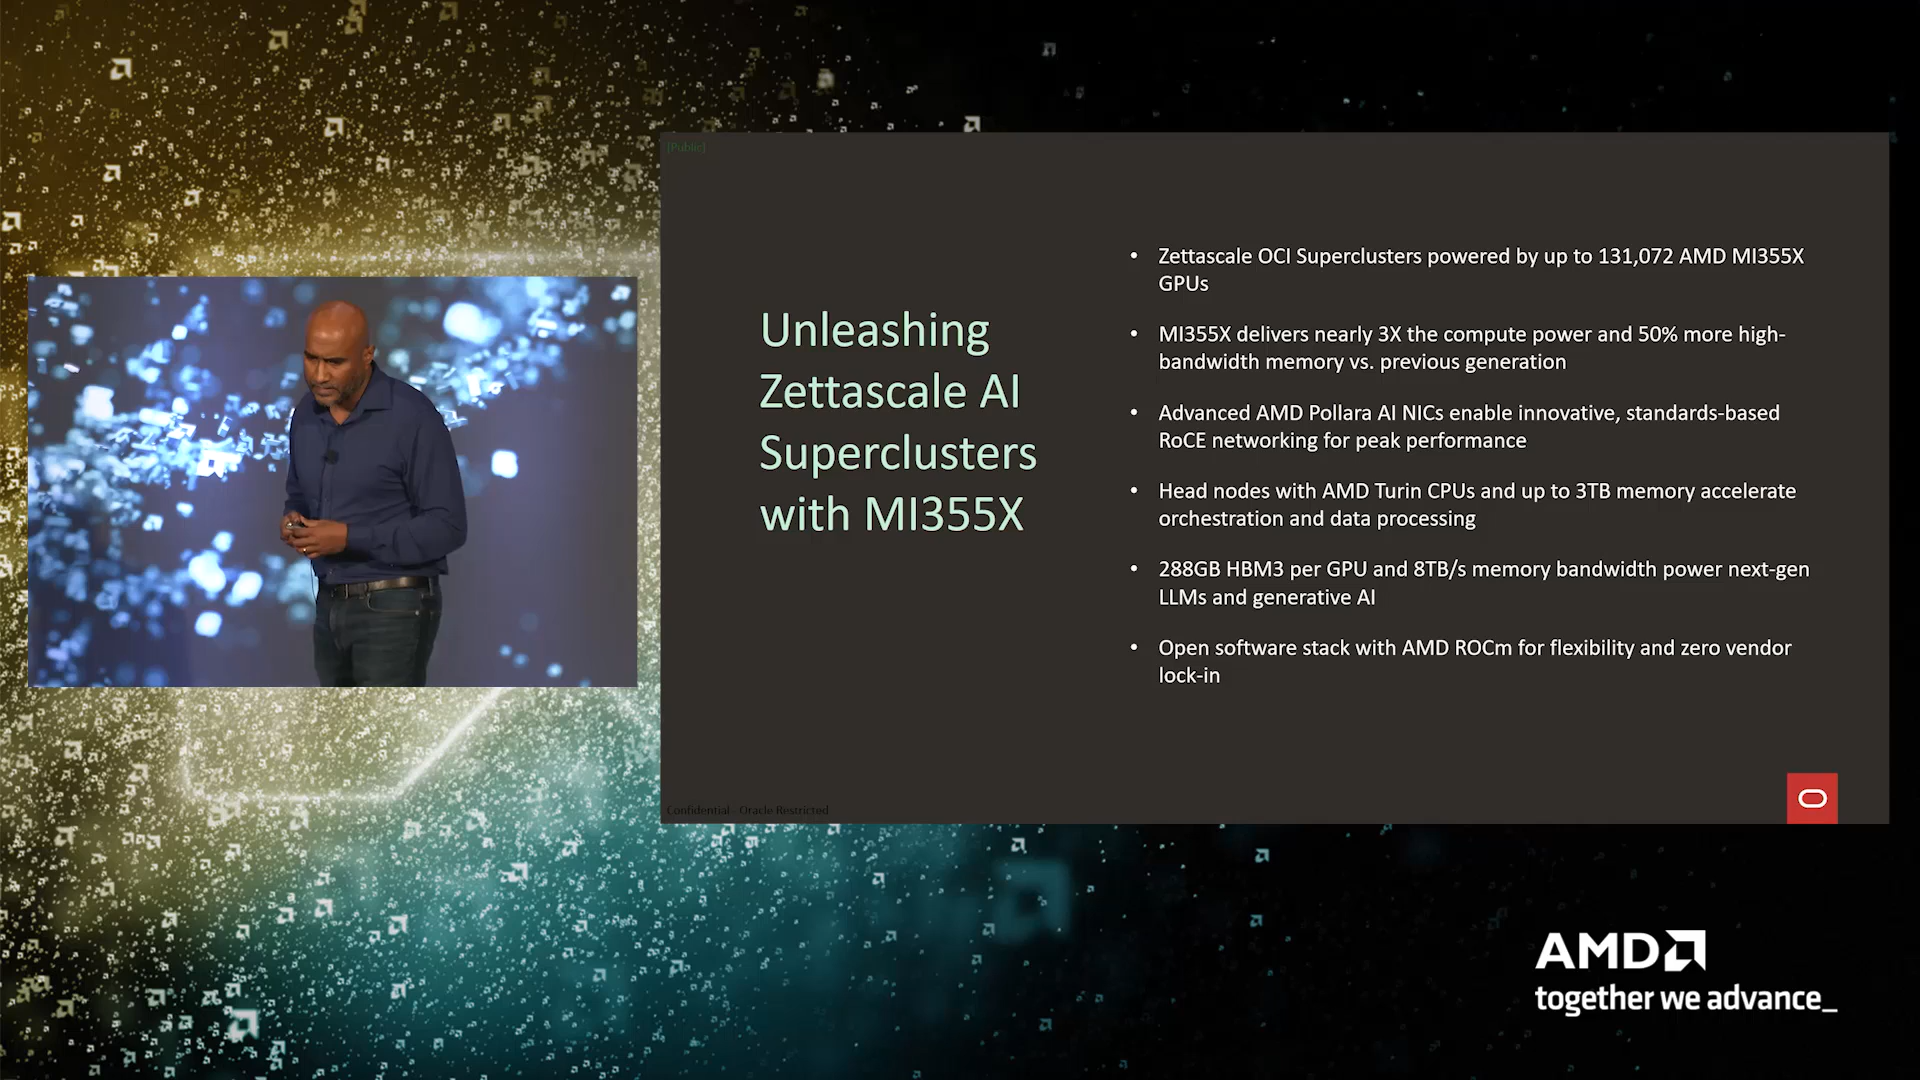 [Public]
Unleashing
Zettascale AI
Superclusters
with MI355X
• Zettascale OCI Superclusters powered by up to 131,072 AMD MI355X
GPUs
• MI355X delivers nearly 3X the compute power and 50% more high-
bandwidth memory vs. previous generation
• Advanced AMD Pollara AI NICs enable innovative, standards-based
RoCE networking for peak performance
• Head nodes with AMD Turin CPUs and up to 3TB memory accelerate
orchestration and data processing
• 288GB HBM3 per GPU and 8TB/s memory bandwidth power next-gen
LLMs and generative AI
• Open software stack with AMD ROCm for flexibility and zero vendor
lock-in
Confidential - Oracle Restricted
AMD
together we advance_